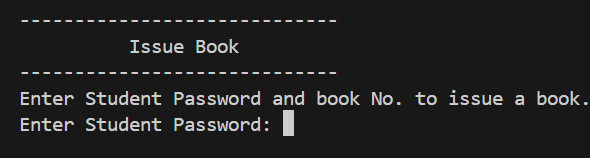 -----------------------------
Issue Book
-----------------------------
Enter Student Password and book No. to issue a book.
Enter Student Password: